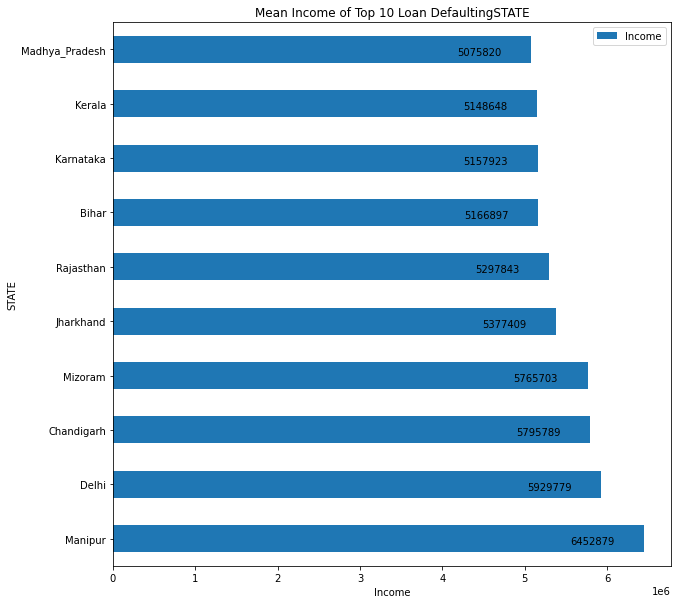 Mean Income of Top 10 Loan DefaultingSTATE
Income
Madhya_Pradesh 5075820
Kerala 5148648
Karnataka 5157923
Bihar 5166897
Rajasthan 5297843
Jharkhand 5377409
Mizoram 5765703
Chandigarh 5795789
Delhi 5929779
Manipur 6452879
STATE
0 1 2 3 4 5 6
1e6
Income